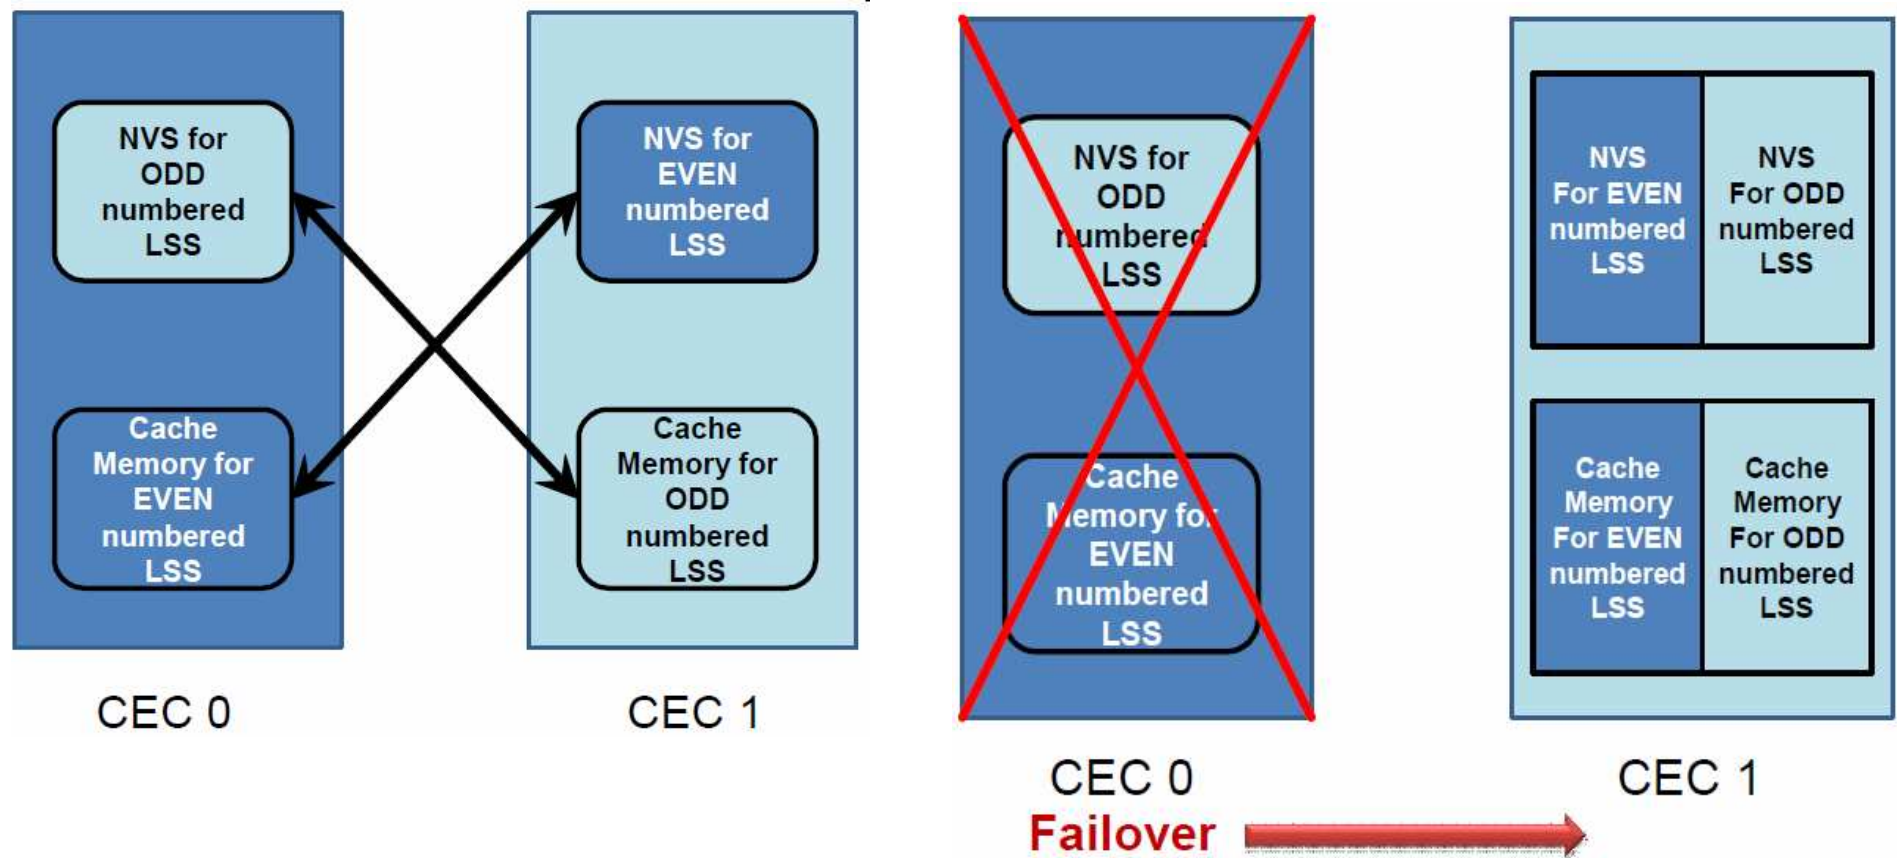 NVS for
ODD
numbered
LSS
NVS for
EVEN
numbered
LSS
Cache
Memory for
EVEN
numbered
LSS
Cache
Memory for
ODD
numbered
LSS
CEC 0
CEC 1
NVS for
ODD
numbered
LSS
Cache
Memory for
EVEN
numbered
LSS
NVS
For EVEN
numbered
LSS
NVS
For ODD
numbered
LSS
Cache
Memory
For EVEN
numbered
LSS
Cache
Memory
For ODD
numbered
LSS
CEC 0
CEC 1
Failover